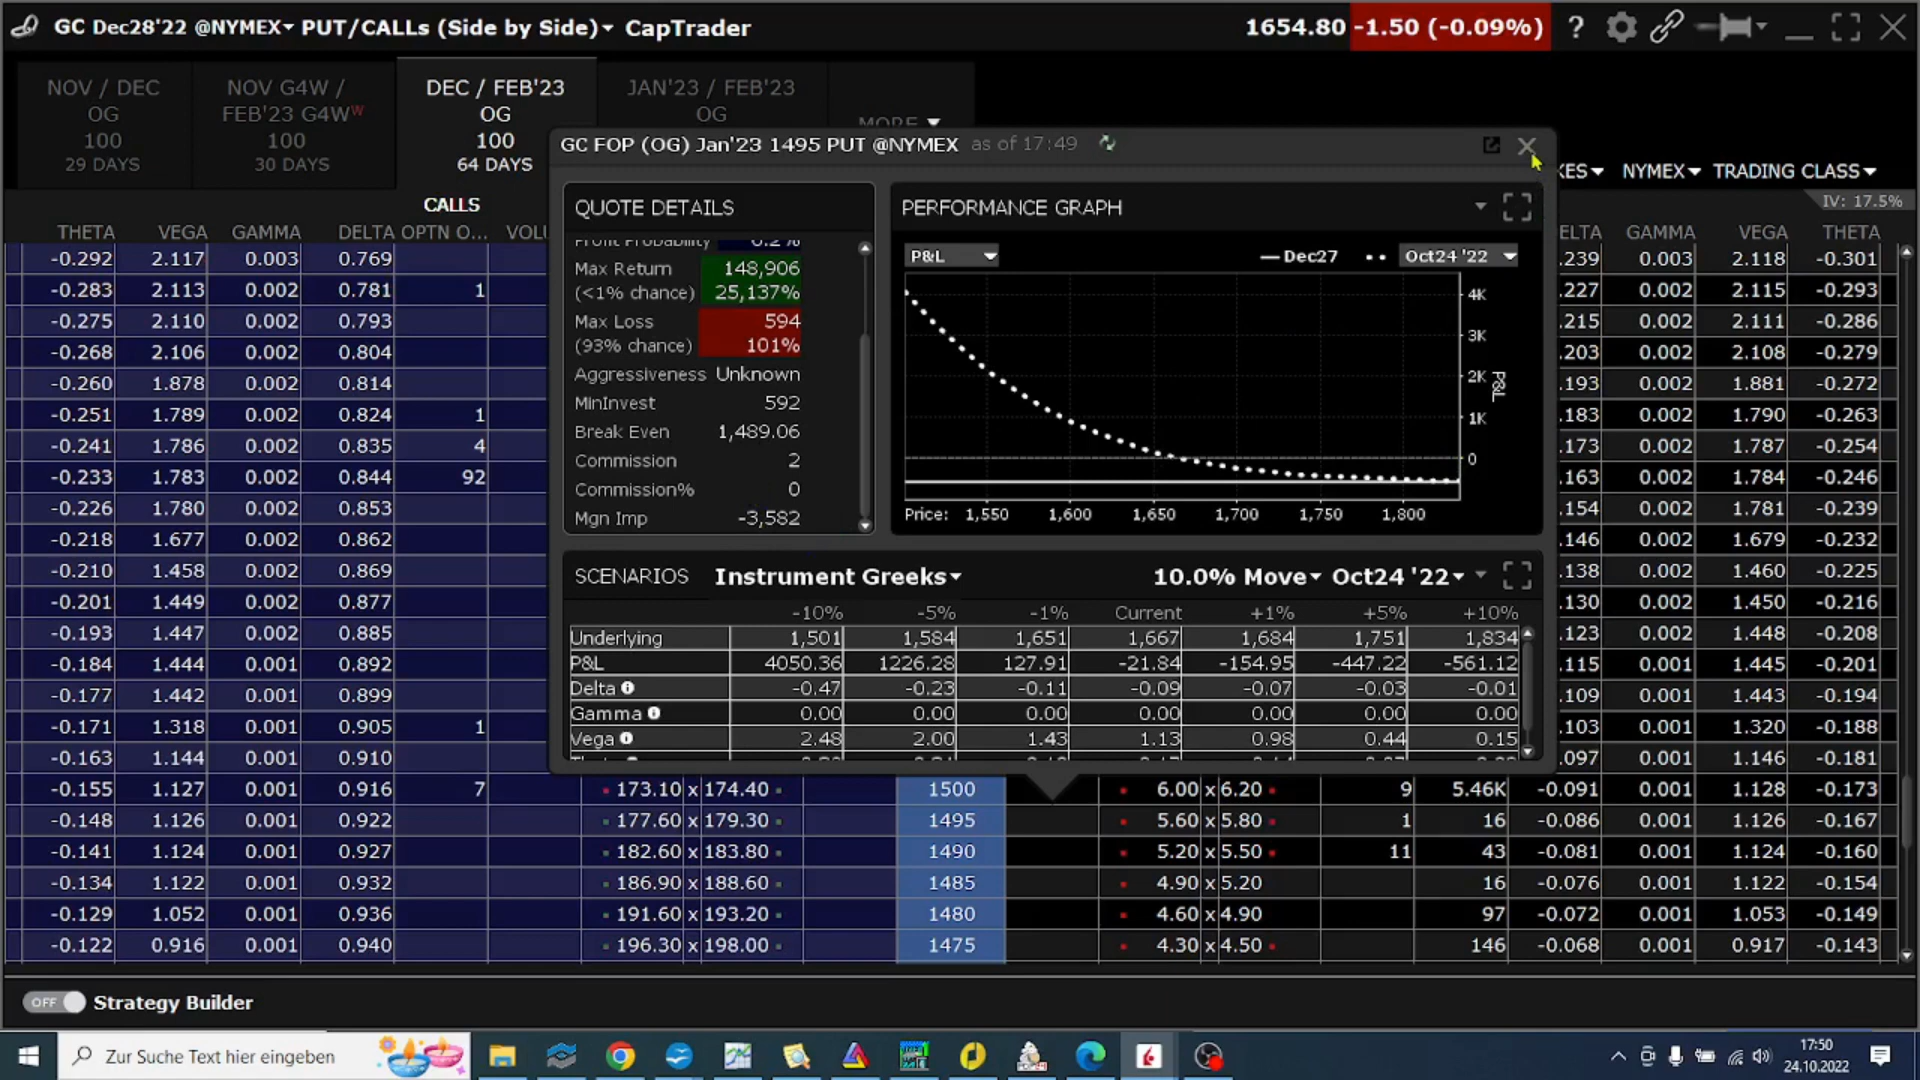 GC Dec28'22 @NYMEX PUT/CALLs (Side by Side) CapTrader
1654.80 -1.50 (-0.09%) ?
NOV / DEC
OG
100
29 DAYS
NOV G4W /
FEB'23 G4W W
100
30 DAYS
DEC / FEB'23
OG
100
64 DAYS
JAN'23 / FEB'23
OG
MORE
KES NYMEX TRADING CLASS
IV: 17.5%
CALLS
THETA VEGA GAMMA DELTA OPTN O... VOLU
ELTA GAMMA VEGA THETA
-0.292 2.117 0.003 0.769
-0.283 2.113 0.002 0.781 1
-0.275 2.110 0.002 0.793
-0.268 2.106 0.002 0.804
-0.260 1.878 0.002 0.814
-0.251 1.789 0.002 0.824 1
-0.241 1.786 0.002 0.835 4
-0.233 1.783 0.002 0.844 92
-0.226 1.780 0.002 0.853
-0.218 1.677 0.002 0.862
-0.210 1.458 0.002 0.869
-0.201 1.449 0.002 0.877
-0.193 1.447 0.002 0.885
-0.184 1.444 0.001 0.892
-0.177 1.442 0.001 0.899
-0.171 1.318 0.001 0.905 1
-0.163 1.144 0.001 0.910
GC FOP (OG) Jan'23 1495 PUT @NYMEX as of 17:49
QUOTE DETAILS
Profit Probability 6.2%
Max Return 148,906
(<1% chance) 25,137%
Max Loss 594
(93% chance) 101%
Aggressiveness Unknown
MinInvest 592
Break Even 1,489.06
Commission 2
Commission% 0
Mgn Imp -3,582
PERFORMANCE GRAPH
P&L Dec27 Oct24 '22
4K
3K
2K
1K
0
P&L
Price: 1,550 1,600 1,650 1,700 1,750 1,800
SCENARIOS Instrument Greeks 10.0% Move Oct24 '22
-10% -5% -1% Current +1% +5% +10%
Underlying 1,501 1,584 1,651 1,667 1,684 1,751 1,834
P&L 4050.36 1226.28 127.91 -21.84 -154.95 -447.22 -561.12
Delta -0.47 -0.23 -0.11 -0.09 -0.07 -0.03 -0.01
Gamma 0.00 0.00 0.00 0.00 0.00 0.00 0.00
Vega 2.48 2.00 1.43 1.13 0.98 0.44 0.15
.239 0.003 2.118 -0.301
.227 0.002 2.115 -0.293
.215 0.002 2.111 -0.286
.203 0.002 2.108 -0.279
.193 0.002 1.881 -0.272
.183 0.002 1.790 -0.263
.173 0.002 1.787 -0.254
.163 0.002 1.784 -0.246
.154 0.002 1.781 -0.239
.146 0.002 1.679 -0.232
.138 0.002 1.460 -0.225
.130 0.002 1.450 -0.216
.123 0.002 1.448 -0.208
.115 0.001 1.445 -0.201
.109 0.001 1.443 -0.194
.103 0.001 1.320 -0.188
.097 0.001 1.146 -0.181
-0.155 1.127 0.001 0.916 7 173.10 x 174.40 1500 6.00 x 6.20 9 5.46K -0.091 0.001 1.128 -0.173
-0.148 1.126 0.001 0.922 177.60 x 179.30 1495 5.60 x 5.80 1 16 -0.086 0.001 1.126 -0.167
-0.141 1.124 0.001 0.927 182.60 x 183.80 1490 5.20 x 5.50 11 43 -0.081 0.001 1.124 -0.160
-0.134 1.122 0.001 0.932 186.90 x 188.60 1485 4.90 x 5.20 16 -0.076 0.001 1.122 -0.154
-0.129 1.052 0.001 0.936 191.60 x 193.20 1480 4.60 x 4.90 97 -0.072 0.001 1.053 -0.149
-0.122 0.916 0.001 0.940 196.30 x 198.00 1475 4.30 x 4.50 146 -0.068 0.001 0.917 -0.143
OFF Strategy Builder
Zur Suche Text hier eingeben
17:50
24.10.2022